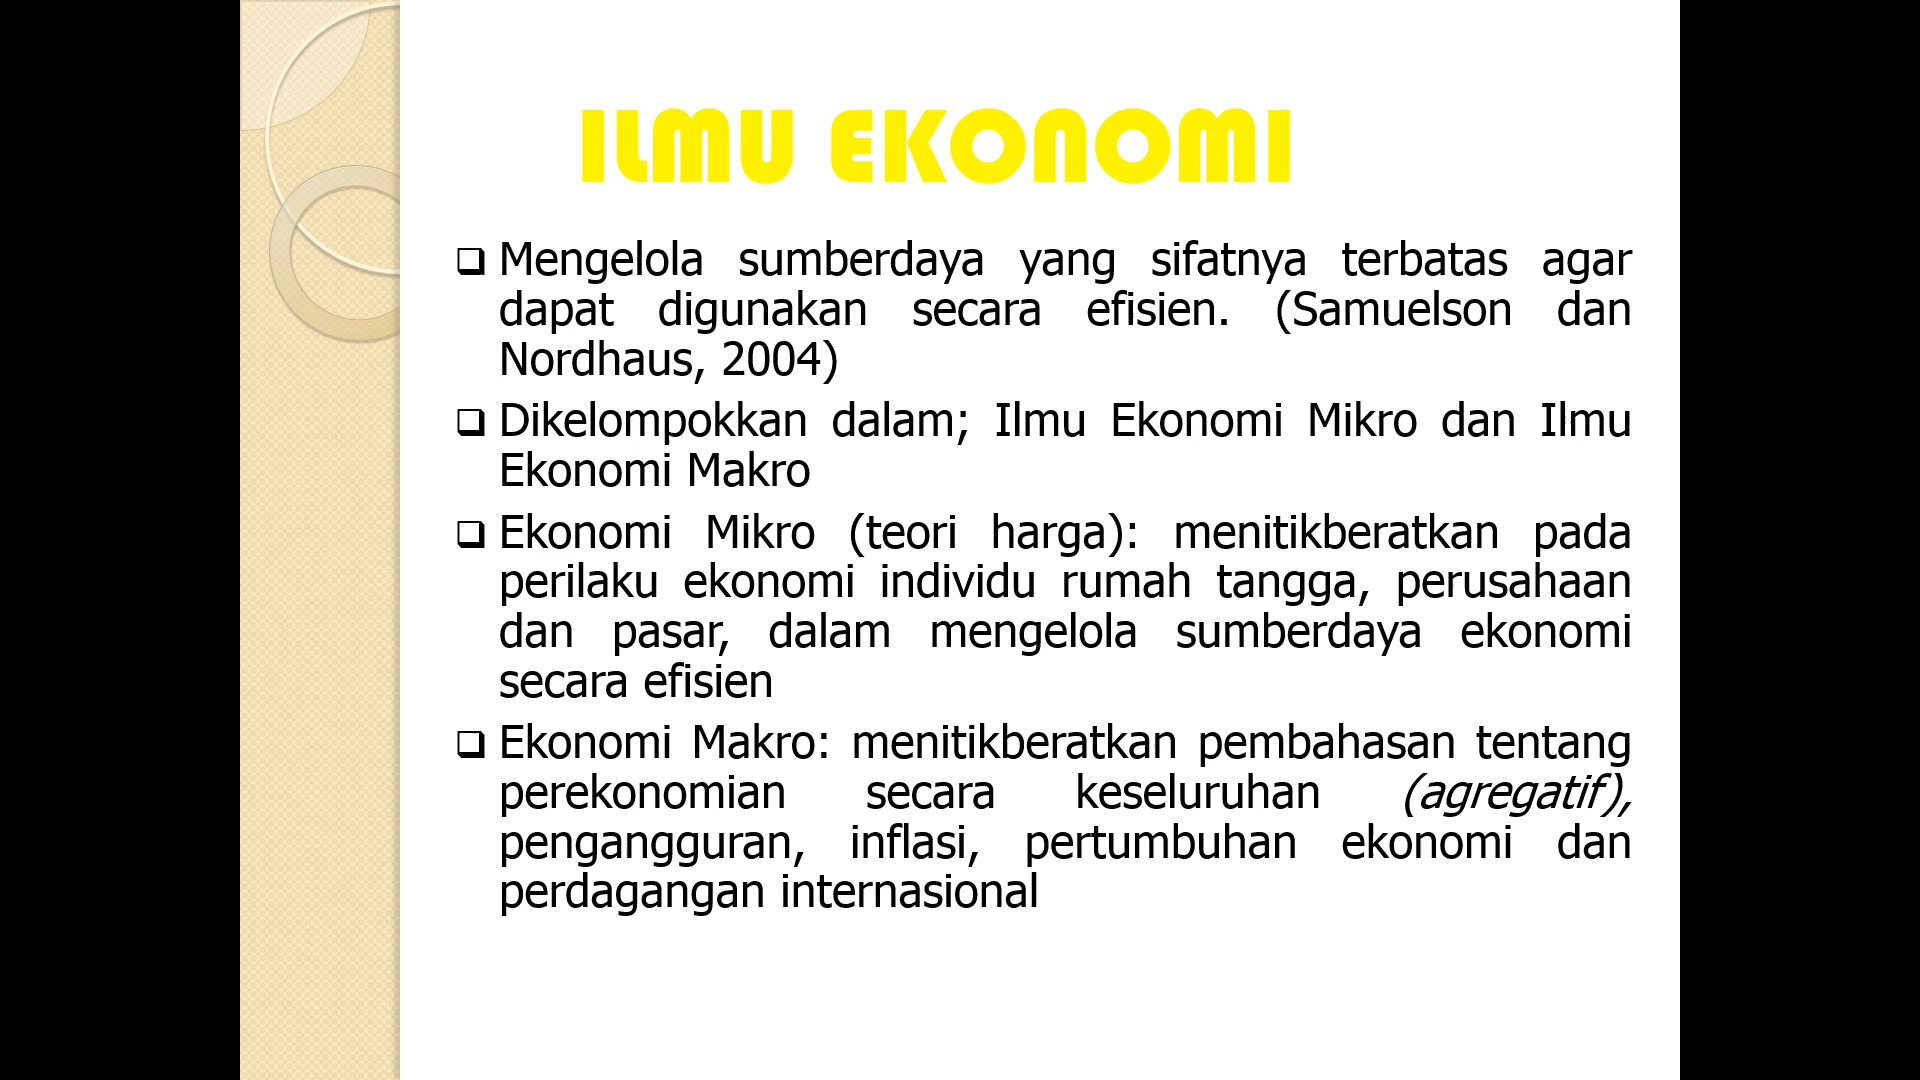 ILMU EKONOMI
Mengelola sumberdaya yang sifatnya terbatas agar
dapat digunakan secara efisien. (Samuelson dan
Nordhaus, 2004)
Dikelompokkan dalam; Ilmu Ekonomi Mikro dan Ilmu
Ekonomi Makro
Ekonomi Mikro (teori harga): menitikberatkan pada
perilaku ekonomi individu rumah tangga, perusahaan
dan pasar, dalam mengelola sumberdaya ekonomi
secara efisien
Ekonomi Makro: menitikberatkan pembahasan tentang
perekonomian secara keseluruhan (agregatif),
pengangguran, inflasi, pertumbuhan ekonomi dan
perdagangan internasional